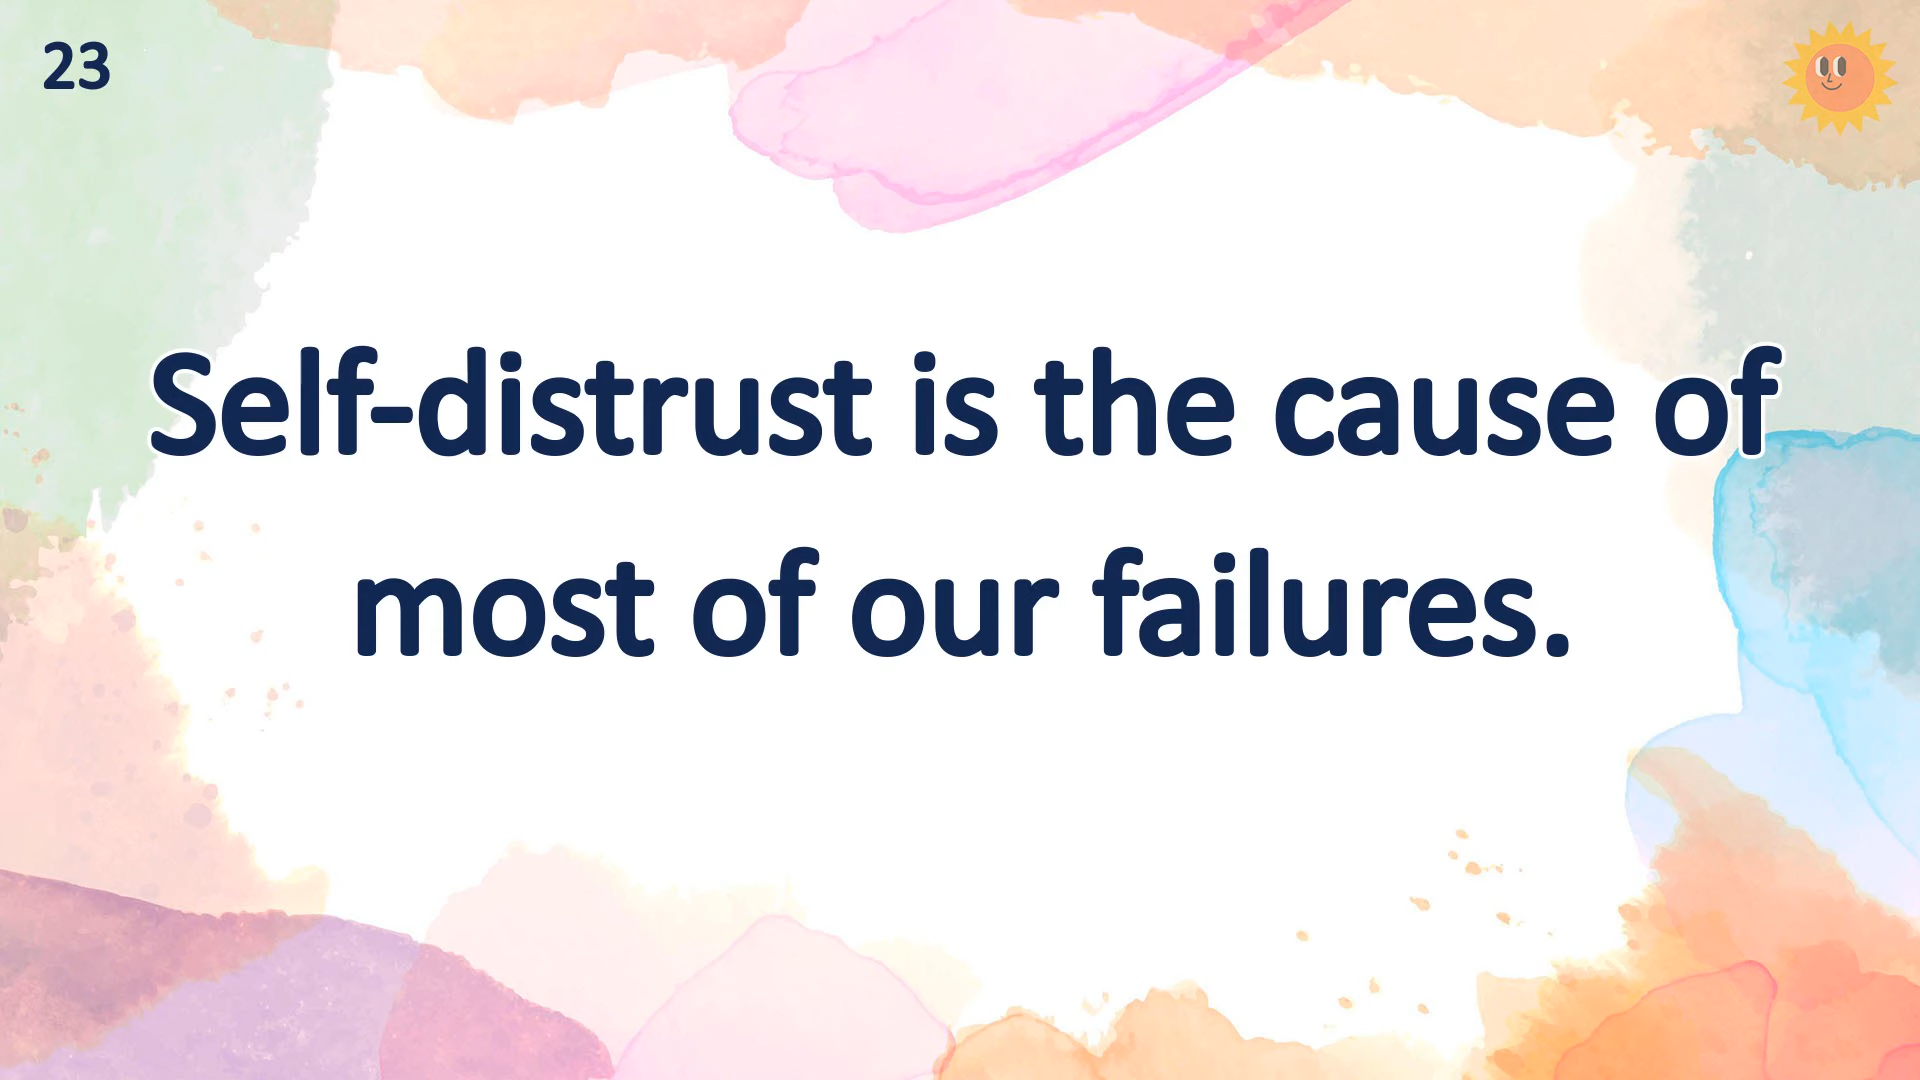 23
Self-distrust is the cause of
most of our failures.